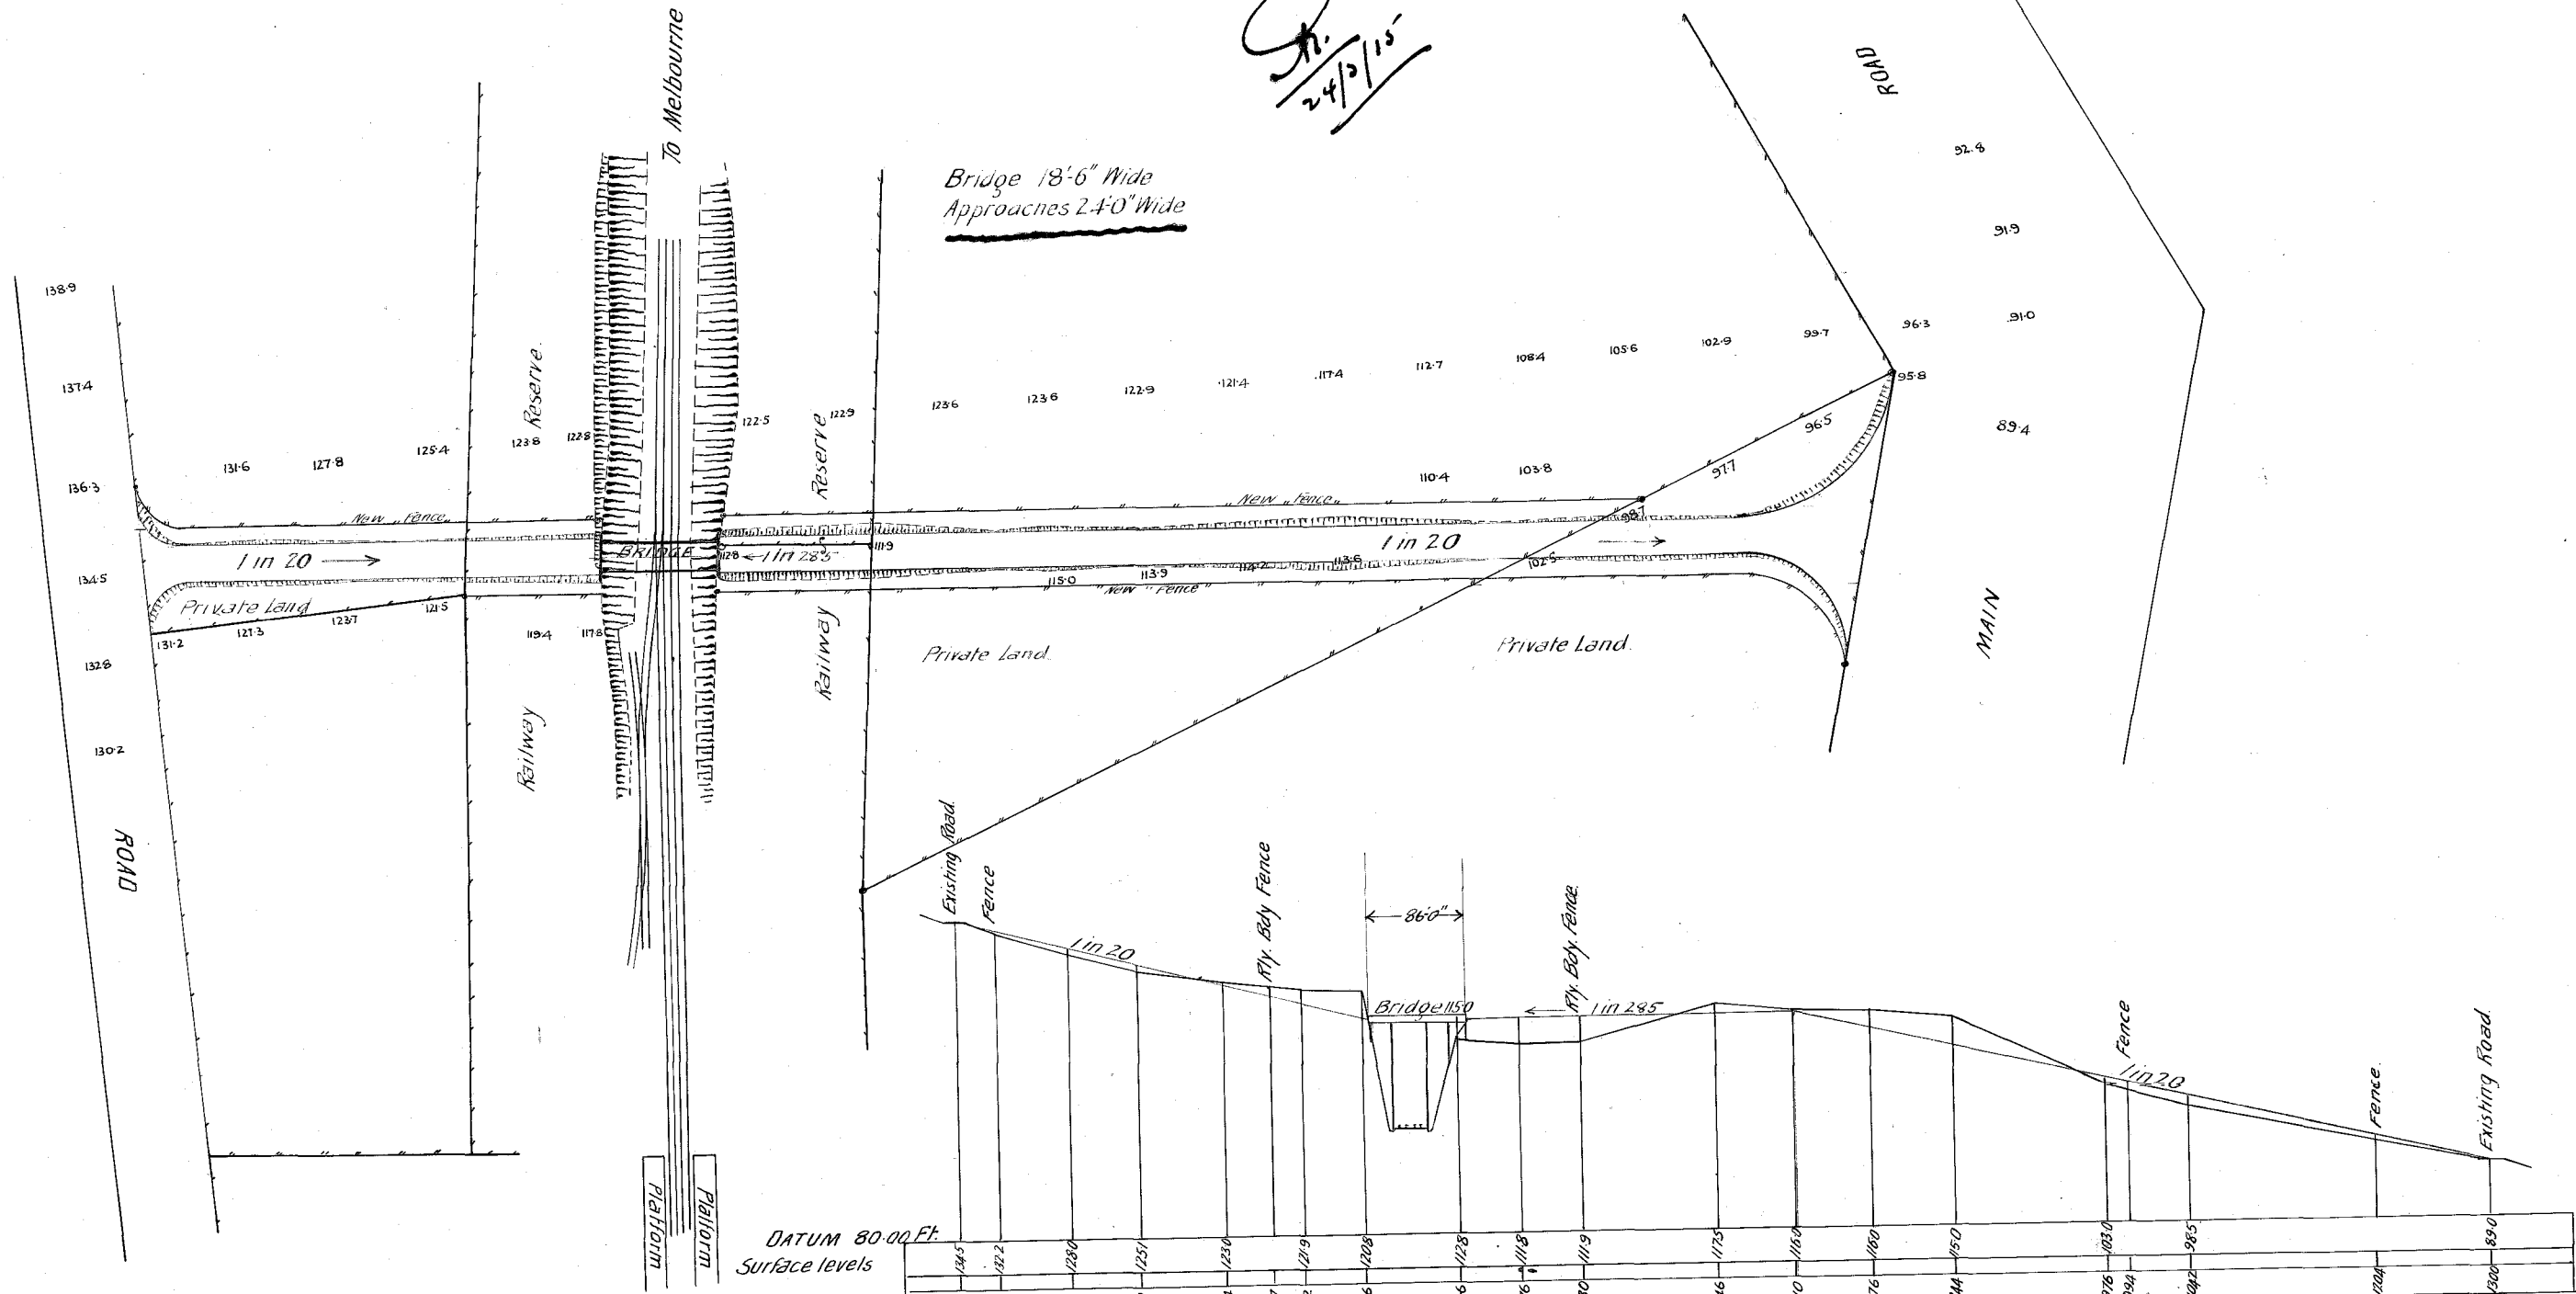 24/2/15
To Melbourne
Bridge 18'-6" Wide
Approaches 24'-0" Wide
ROAD
92.8
91.9
91.0
96.3
99.7
102.9
105.6
108.4
112.7
117.4
121.4
122.9
123.6
123.6
122.9
122.5
95.8
89.4
96.5
97.7
98.7
138.9
137.4
136.3
134.5
132.8
130.2
131.6
127.8
125.4
123.8
122.8
Reserve
Reserve
110.4
103.8
New Fence
New Fence
1 in 20
BRIDGE
112.8
1 in 285
111.9
1 in 20
113.6
102.5
115.0
113.9
114.2
New Fence
Private Land
131.2
127.3
123.7
121.5
119.4
117.8
Railway
Railway
Private Land
Private Land
MAIN
ROAD
Platform
Platform
Existing Road
Fence
1 in 20
Rly. Bdy Fence
86'0"
Bridge 115.0
1 in 285
Rly. Bdy. Fence
Fence
1 in 20
Fence
Existing Road
DATUM 80.00 Ft.
Surface levels
134.5 132.2 128.0 125.1 123.0 121.9 120.8 112.8 111.8 111.9 117.5 116.0 116.0 115.0 103.0 98.5 89.0